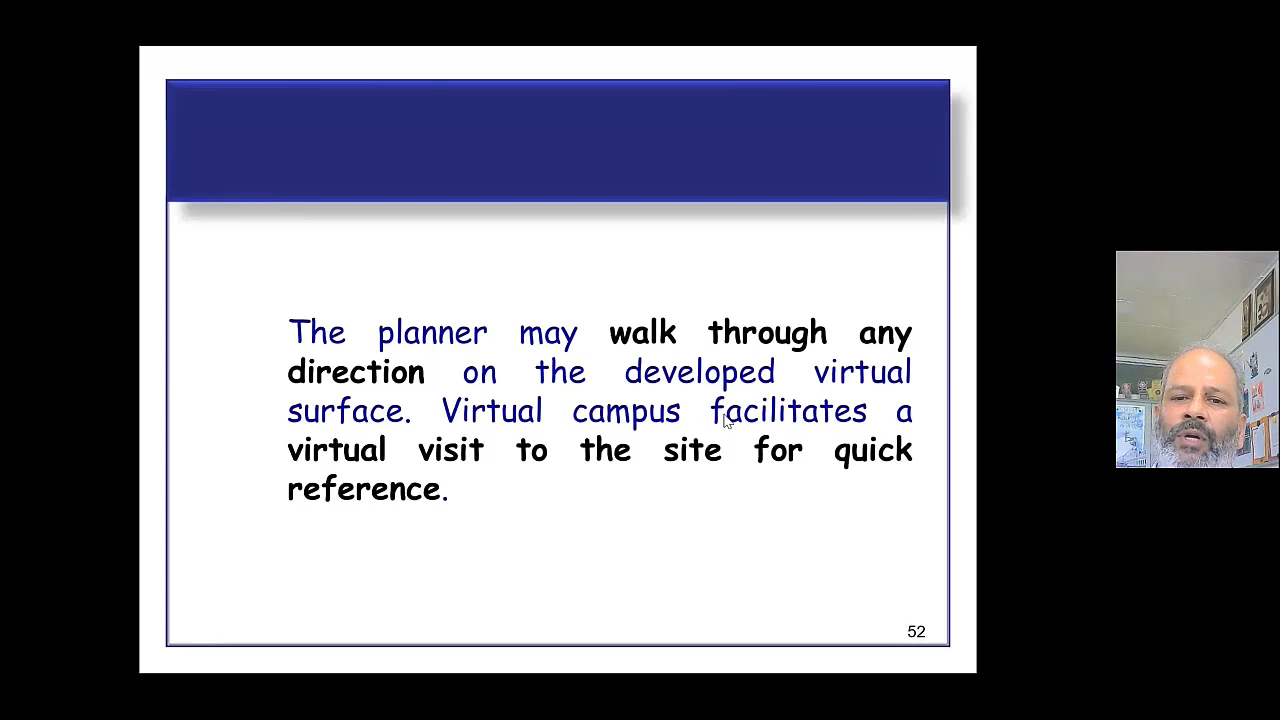 The planner may walk through any
direction on the developed virtual
surface. Virtual campus facilitates a
virtual visit to the site for quick
reference.
52